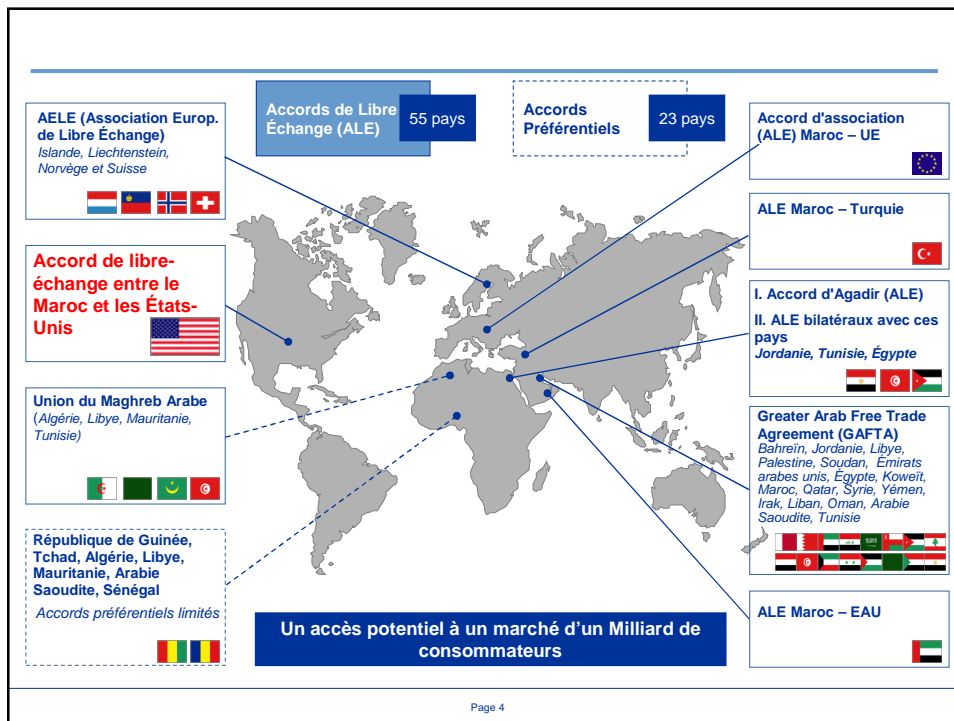 Accords de Libre
Échange (ALE)
55 pays
Accords
Préférentiels
23 pays
AELE (Association Europ.
de Libre Échange)
Islande, Liechtenstein,
Norvège et Suisse
Accord de libre-
échange entre le
Maroc et les États-
Unis
Union du Maghreb Arabe
(Algérie, Libye, Mauritanie,
Tunisie)
République de Guinée,
Tchad, Algérie, Libye,
Mauritanie, Arabie
Saoudite, Sénégal
Accords préférentiels limités
Accord d'association
(ALE) Maroc – UE
ALE Maroc – Turquie
I. Accord d'Agadir (ALE)
II. ALE bilatéraux avec ces
pays
Jordanie, Tunisie, Égypte
Greater Arab Free Trade
Agreement (GAFTA)
Bahreïn, Jordanie, Libye,
Palestine, Soudan, Émirats
arabes unis, Égypte, Koweït,
Maroc, Qatar, Syrie, Yémen,
Irak, Liban, Oman, Arabie
Saoudite, Tunisie
ALE Maroc – EAU
Un accès potentiel à un marché d'un Milliard de
consommateurs
Page 4